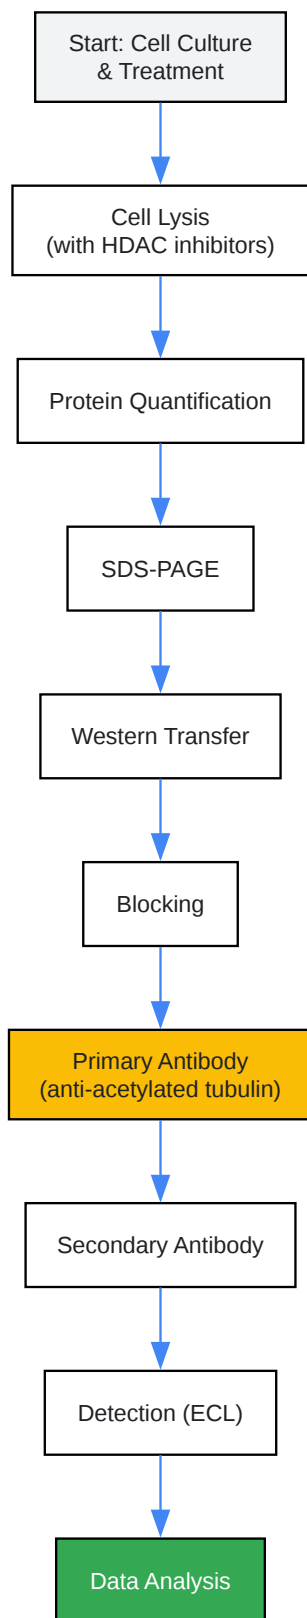 Start: Cell Culture
& Treatment
Cell Lysis
(with HDAC inhibitors)
Protein Quantification
SDS-PAGE
Western Transfer
Blocking
Primary Antibody
(anti-acetylated tubulin)
Secondary Antibody
Detection (ECL)
Data Analysis